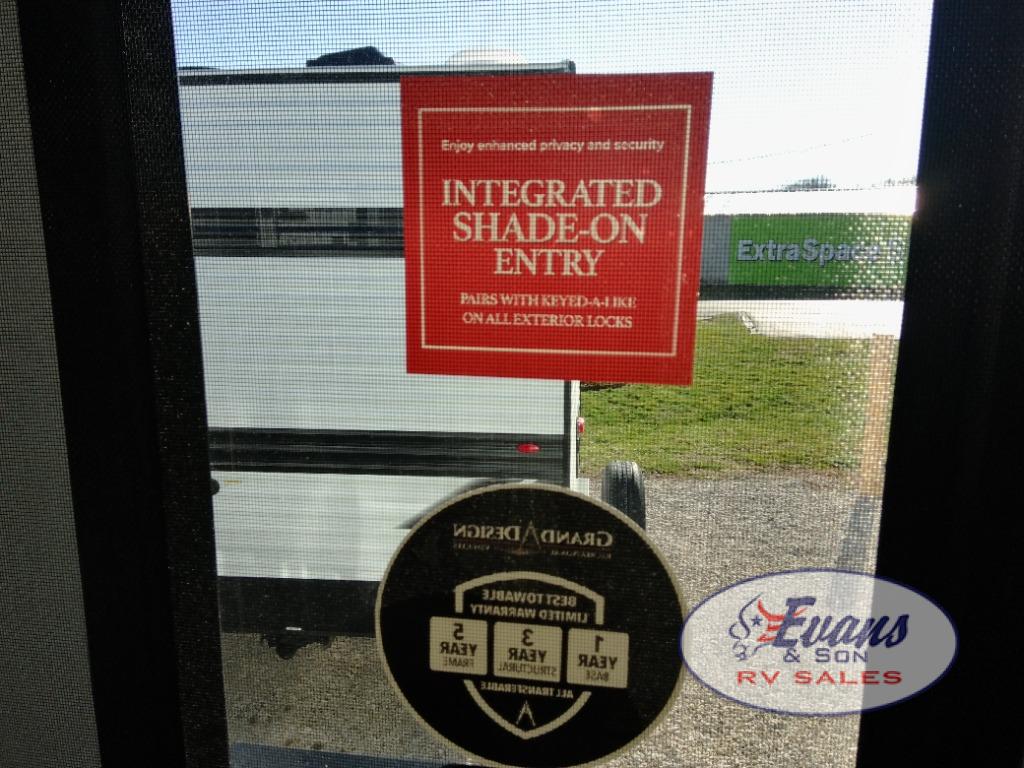 Enjoy enhanced privacy and security
INTEGRATED
SHADE-ON
ENTRY
PAIRS WITH KEYED-A-LIKE
ON ALL EXTERIOR LOCKS
ExtraSpace S
GRAND DESIGN
RECREATIONAL VEHICLES
BEST TOWABLE
LIMITED WARRANTY
1 YEAR BASE
3 YEAR STRUCTURAL
5 YEAR FRAME
ALL TRANSFERABLE
Evans
& SON
RV SALES